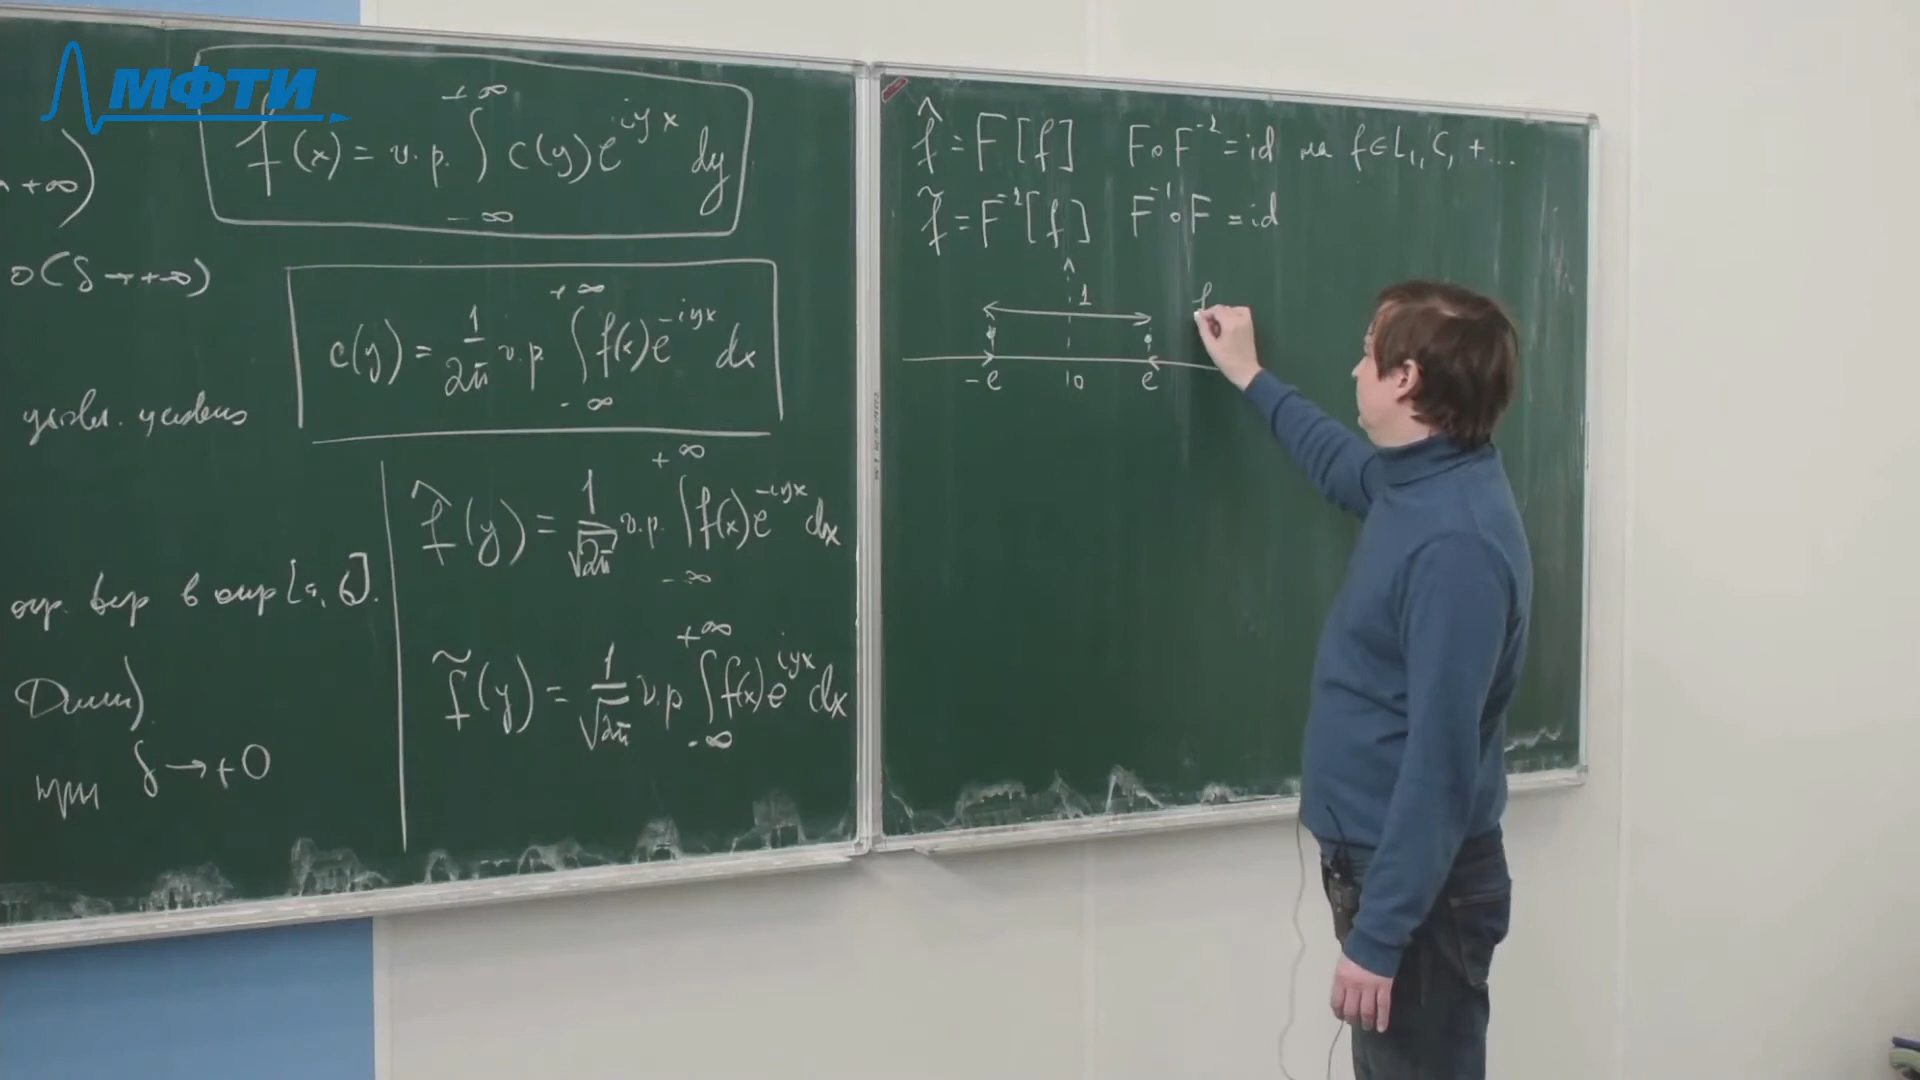 МФТИ
+∞)
f(x) = v.p. ∫_{-∞}^{+∞} c(y) e^{iyx} dy
0 (δ → +∞)
c(y) = 1/2π v.p. ∫_{-∞}^{+∞} f(x) e^{-iyx} dx
f̂(y) = 1/√2π v.p. ∫_{-∞}^{+∞} f(x) e^{-iyx} dx
f̃(y) = 1/√2π v.p ∫_{-∞}^{+∞} f(x) e^{iyx} dx
при δ → +0
f̂ = F[f] F∘F⁻¹ = id на f ∈ L₁, C, + ...
f̃ = F⁻¹[f] F⁻¹∘F = id
1
-e 0 e
f